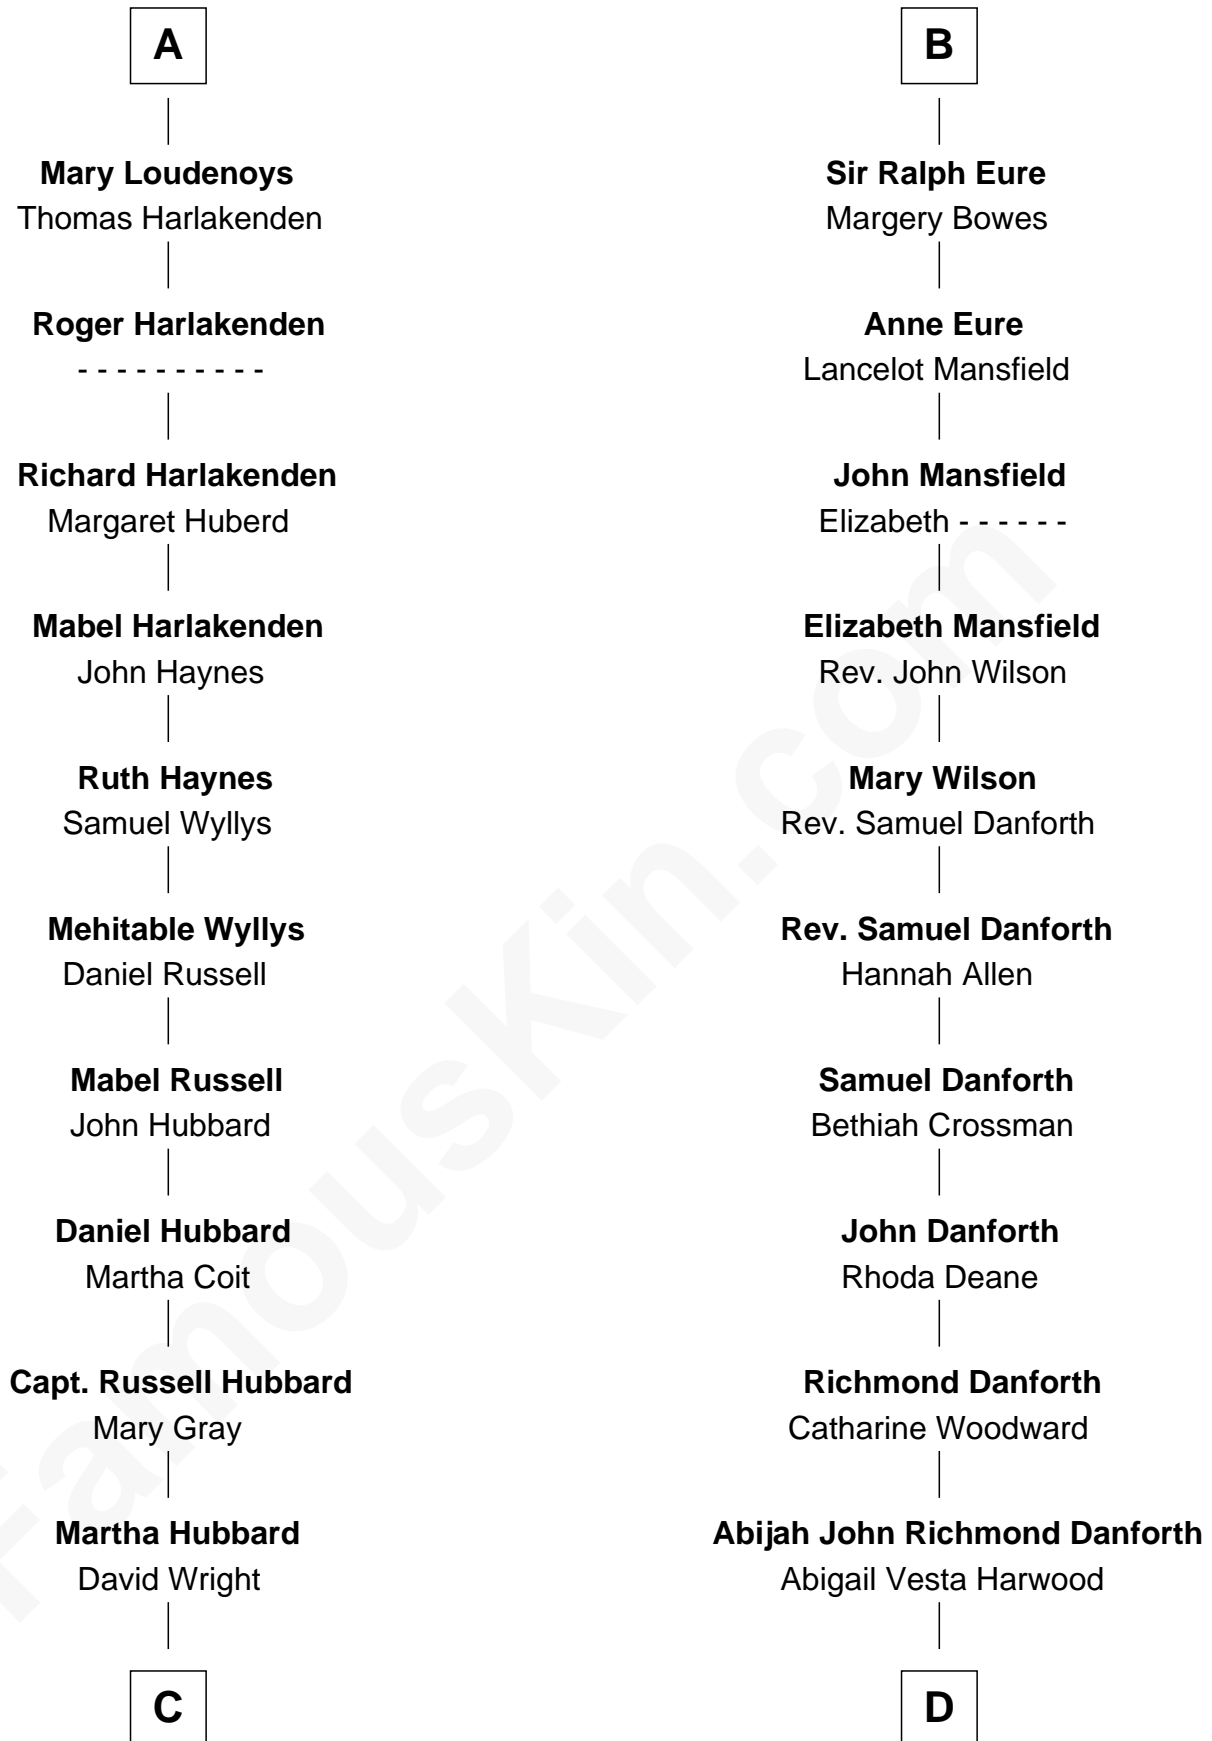 A
Mary Loudenoys
Thomas Harlakenden
Roger Harlakenden
- - - - - - - - - -
Richard Harlakenden
Margaret Huberd
Mabel Harlakenden
John Haynes
Ruth Haynes
Samuel Wyllys
Mehitable Wyllys
Daniel Russell
Mabel Russell
John Hubbard
Daniel Hubbard
Martha Coit
Capt. Russell Hubbard
Mary Gray
Martha Hubbard
David Wright
C
B
Sir Ralph Eure
Margery Bowes
Anne Eure
Lancelot Mansfield
John Mansfield
Elizabeth - - - - - -
Elizabeth Mansfield
Rev. John Wilson
Mary Wilson
Rev. Samuel Danforth
Rev. Samuel Danforth
Hannah Allen
Samuel Danforth
Bethiah Crossman
John Danforth
Rhoda Deane
Richmond Danforth
Catharine Woodward
Abijah John Richmond Danforth
Abigail Vesta Harwood
D
FamousKin.com